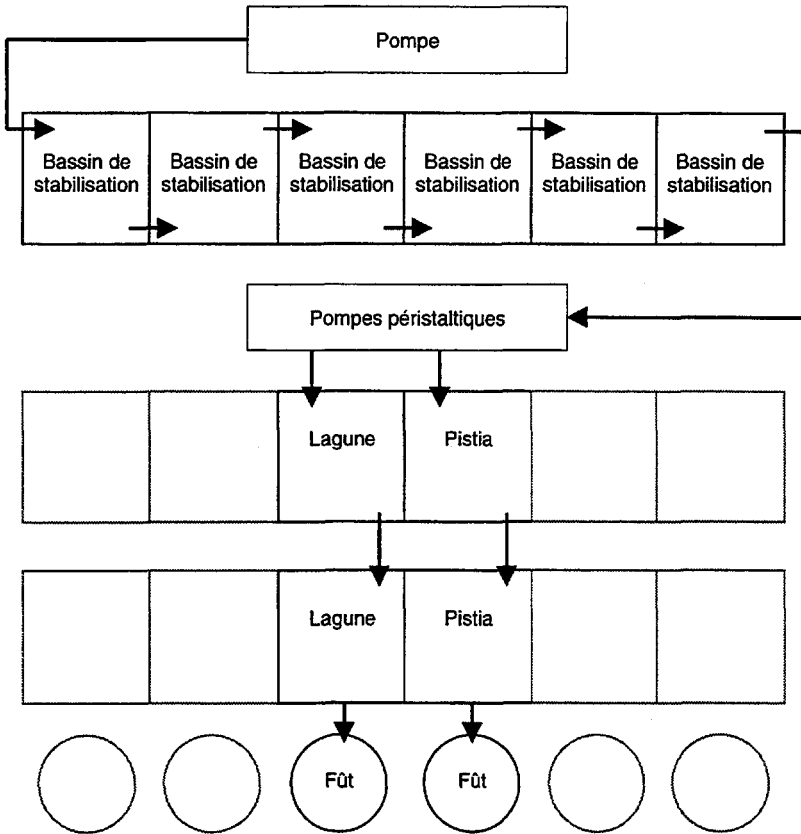 Pompe
Bassin de
stabilisation
Bassin de
stabilisation
Bassin de
stabilisation
Bassin de
stabilisation
Bassin de
stabilisation
Bassin de
stabilisation
Pompes péristaltiques
Lagune
Pistia
Lagune
Pistia
Fût
Fût